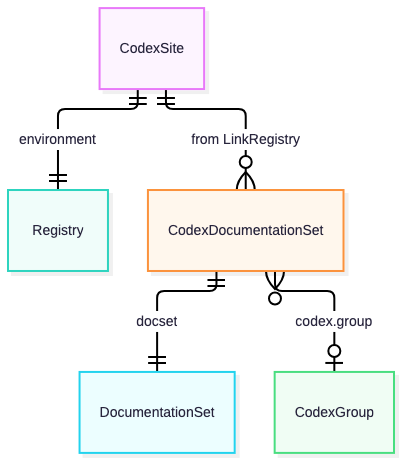 CodexSite
environment
from LinkRegistry
Registry
CodexDocumentationSet
docset
codex.group
DocumentationSet
CodexGroup